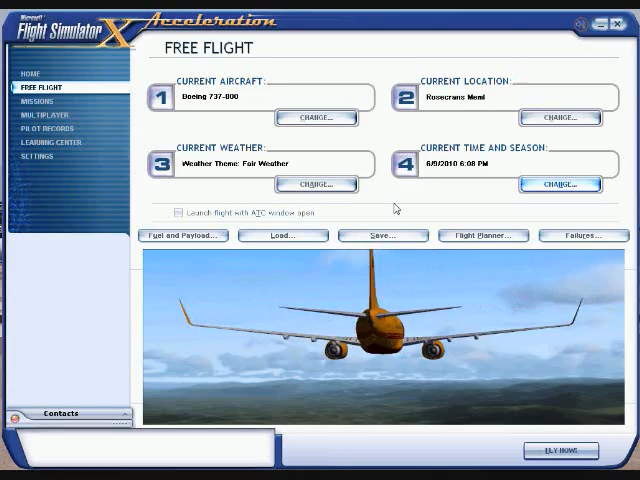 Microsoft
Flight Simulator X Acceleration
FREE FLIGHT
HOME
FREE FLIGHT
MISSIONS
MULTIPLAYER
PILOT RECORDS
LEARNING CENTER
SETTINGS
1
CURRENT AIRCRAFT:
Boeing 737-800
CHANGE...
2
CURRENT LOCATION:
Rosecrans Meml
CHANGE...
3
CURRENT WEATHER:
Weather Theme: Fair Weather
CHANGE...
4
CURRENT TIME AND SEASON:
6/9/2010 6:08 PM
CHANGE...
Launch flight with ATC window open
Fuel and Payload...
Load...
Save...
Flight Planner...
Failures...
Contacts
FLY NOW!